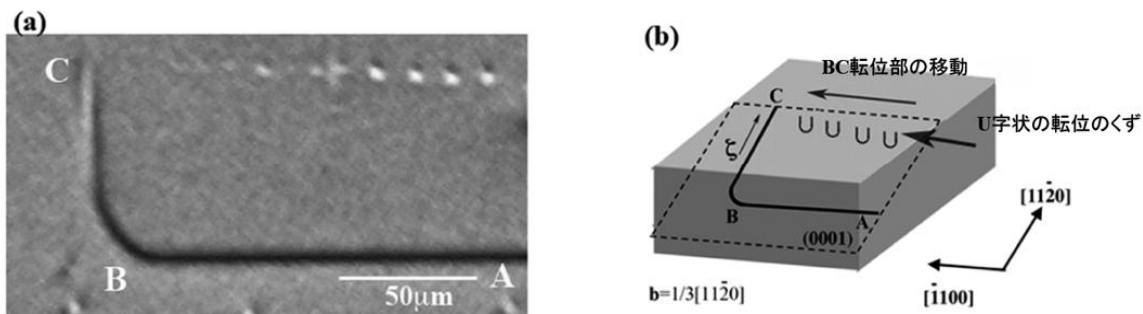 (a)
C
B
A
50μm
(b)
BC転位部の移動
C
U字状の転位のくず
ζ
B
A
(0001)
[112̄0]
[1̄100]
b=1/3[112̄0]